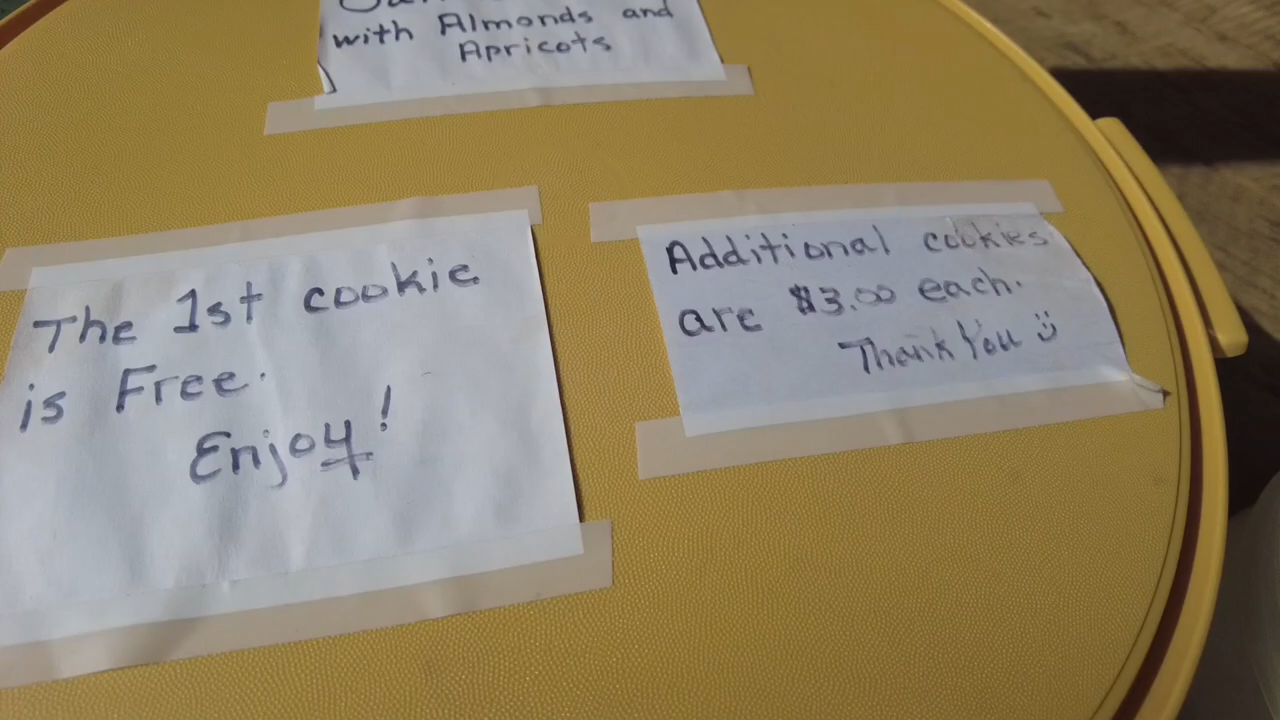 with Almonds and
Apricots
The 1st cookie
is Free.
Enjoy!
Additional cookies
are $3.00 each.
Thank You :)